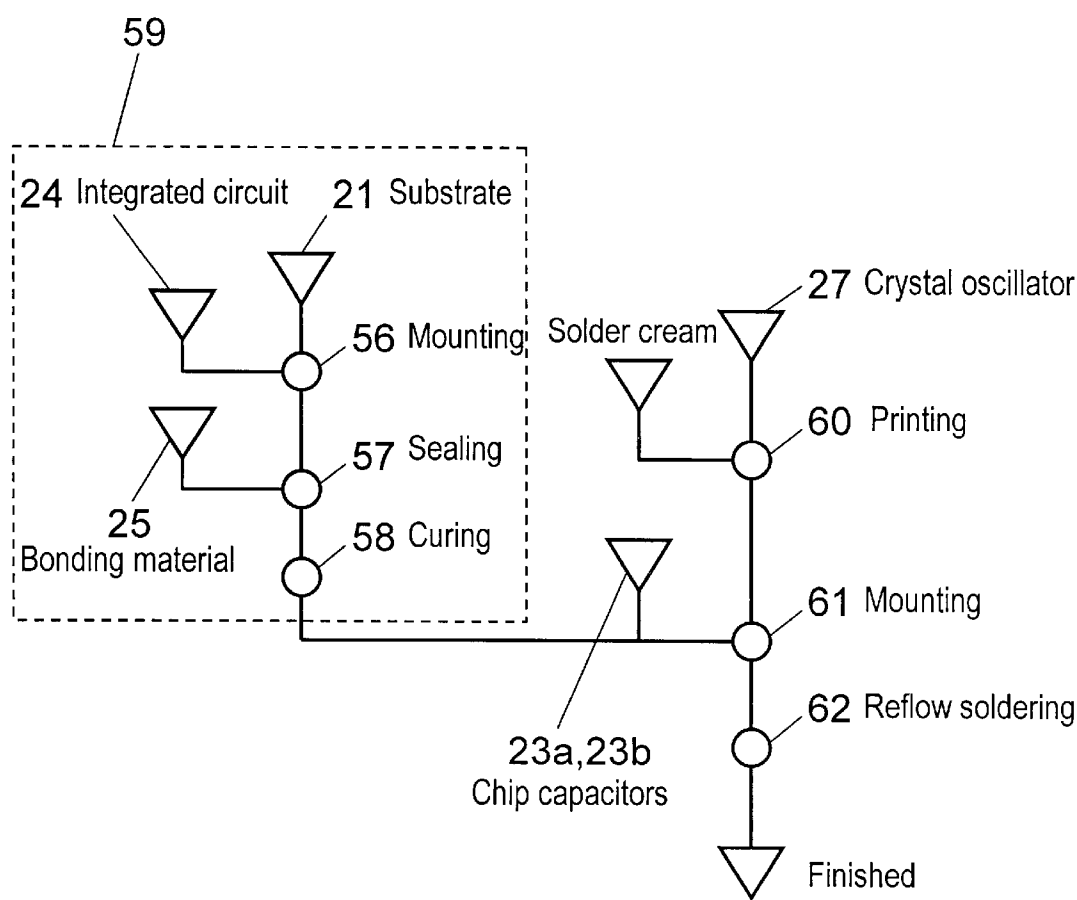 59
24 Integrated circuit
21 Substrate
27 Crystal oscillator
56 Mounting
Solder cream
60 Printing
57 Sealing
25
Bonding material
58 Curing
61 Mounting
62 Reflow soldering
23a,23b
Chip capacitors
Finished